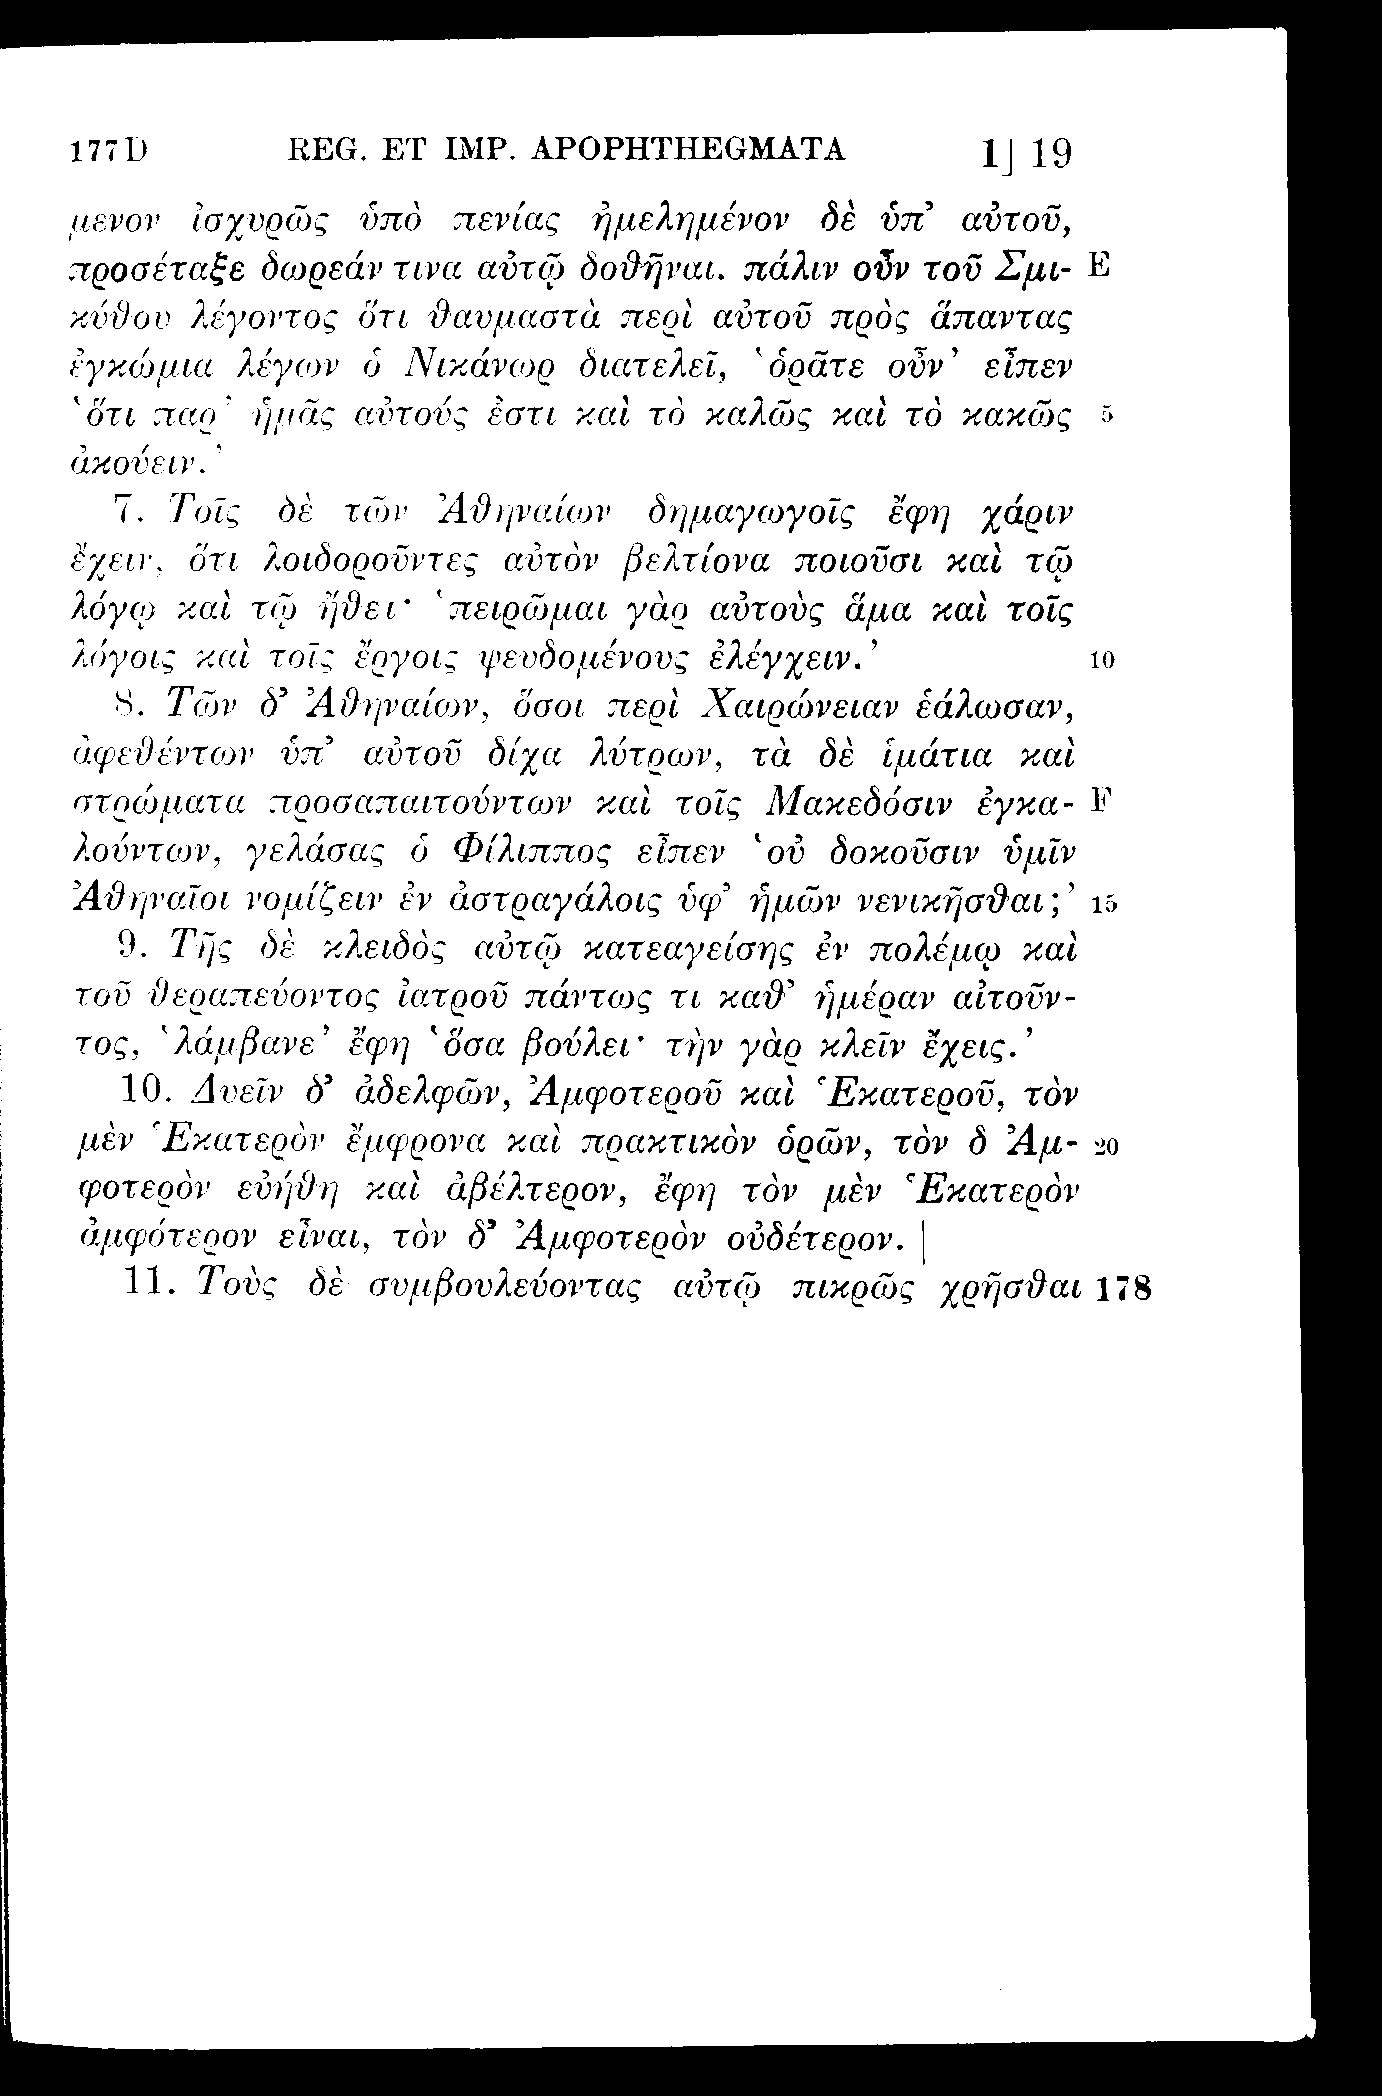 177D REG. ET IMP. APOPHTHEGMATA 1] 19
μενον ἰσχυρῶς ὑπὸ πενίας ἠμελημένον δὲ ὑπ’ αὐτοῦ,
προσέταξε δωρεάν τινα αὐτῷ δοθῆναι. πάλιν οὖν τοῦ Σμι- E
κύθου λέγοντος ὅτι θαυμαστὰ περὶ αὐτοῦ πρὸς ἅπαντας
ἐγκώμια λέγων ὁ Νικάνωρ διατελεῖ, ‘ὁρᾶτε οὖν’ εἶπεν
‘ὅτι παρ’ ἡμᾶς αὐτούς ἐστι καὶ τὸ καλῶς καὶ τὸ κακῶς 5
ἀκούειν.’
7. Τοῖς δὲ τῶν Ἀθηναίων δημαγωγοῖς ἔφη χάριν
ἔχειν, ὅτι λοιδοροῦντες αὐτὸν βελτίονα ποιοῦσι καὶ τῷ
λόγῳ καὶ τῷ ἤθει· ‘πειρῶμαι γὰρ αὐτοὺς ἅμα καὶ τοῖς
λόγοις καὶ τοῖς ἔργοις ψευδομένους ἐλέγχειν.’ 10
8. Τῶν δ’ Ἀθηναίων, ὅσοι περὶ Χαιρώνειαν ἑάλωσαν,
ἀφεθέντων ὑπ’ αὐτοῦ δίχα λύτρων, τὰ δὲ ἱμάτια καὶ
στρώματα προσαπαιτούντων καὶ τοῖς Μακεδόσιν ἐγκα- F
λούντων, γελάσας ὁ Φίλιππος εἶπεν ‘οὐ δοκοῦσιν ὑμῖν
Ἀθηναῖοι νομίζειν ἐν ἀστραγάλοις ὑφ’ ἡμῶν νενικῆσθαι;’ 15
9. Τῆς δὲ κλειδὸς αὐτῷ κατεαγείσης ἐν πολέμῳ καὶ
τοῦ θεραπεύοντος ἰατροῦ πάντως τι καθ’ ἡμέραν αἰτοῦν-
τος, ‘λάμβανε’ ἔφη ‘ὅσα βούλει· τὴν γὰρ κλεῖν ἔχεις.’
10. Δυεῖν δ’ ἀδελφῶν, Ἀμφοτεροῦ καὶ Ἑκατεροῦ, τὸν
μὲν Ἑκατερὸν ἔμφρονα καὶ πρακτικὸν ὁρῶν, τὸν δ Ἀμ- 20
φοτερὸν εὐήθη καὶ ἀβέλτερον, ἔφη τὸν μὲν Ἑκατερὸν
ἀμφότερον εἶναι, τὸν δ’ Ἀμφοτερὸν οὐδέτερον. |
11. Τοὺς δὲ συμβουλεύοντας αὐτῷ πικρῶς χρῆσθαι 178